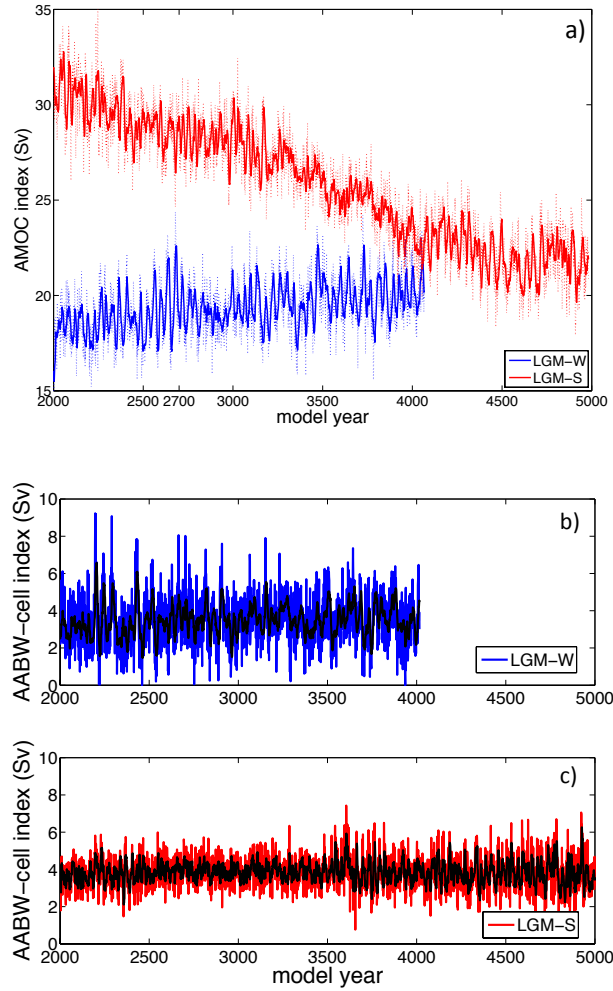 a)
35
30
25
20
15
AMOC index (Sv)
2000 2500 2700 3000 3500 4000 4500 5000
model year
LGM−W
LGM−S
b)
10
8
6
4
2
0
AABW−cell index (Sv)
2000 2500 3000 3500 4000 4500 5000
LGM−W
c)
10
8
6
4
2
0
AABW−cell index (Sv)
2000 2500 3000 3500 4000 4500 5000
model year
LGM−S